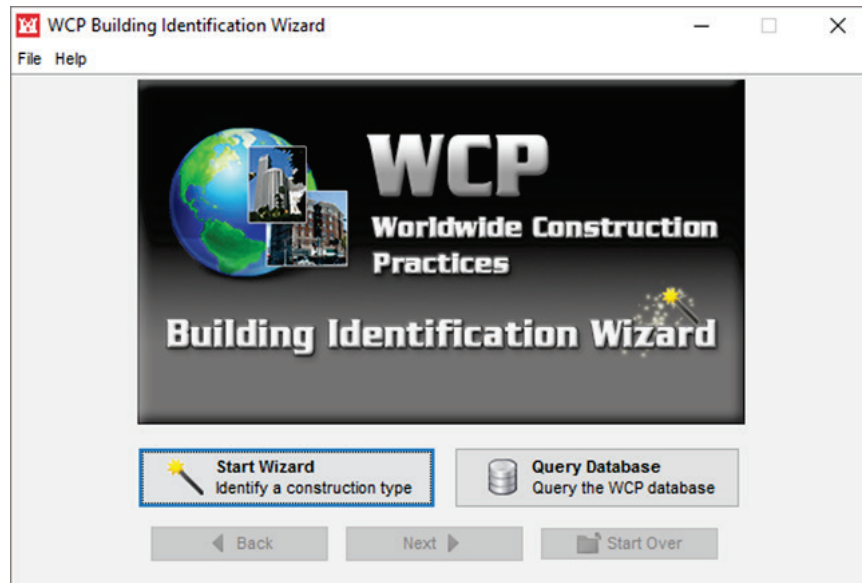 WCP Building Identification Wizard
File Help
WCP
Worldwide Construction
Practices
Building Identification Wizard
Start Wizard
Identify a construction type
Query Database
Query the WCP database
Back
Next
Start Over